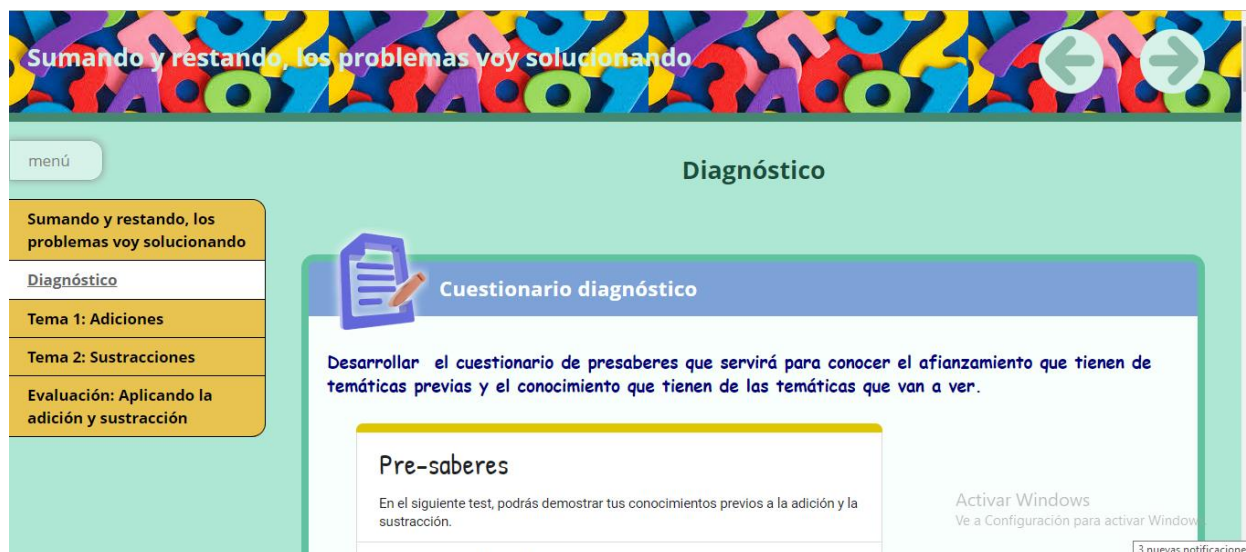 Sumando y restando, los problemas voy solucionando
menú
Diagnóstico
Sumando y restando, los
problemas voy solucionando
Diagnóstico
Tema 1: Adiciones
Tema 2: Sustracciones
Evaluación: Aplicando la
adición y sustracción
Cuestionario diagnóstico
Desarrollar el cuestionario de presaberes que servirá para conocer el afianzamiento que tienen de
temáticas previas y el conocimiento que tienen de las temáticas que van a ver.
Pre-saberes
En el siguiente test, podrás demostrar tus conocimientos previos a la adición y la
sustracción.
Activar Windows
Ve a Configuración para activar Window
3 nuevas notificacione